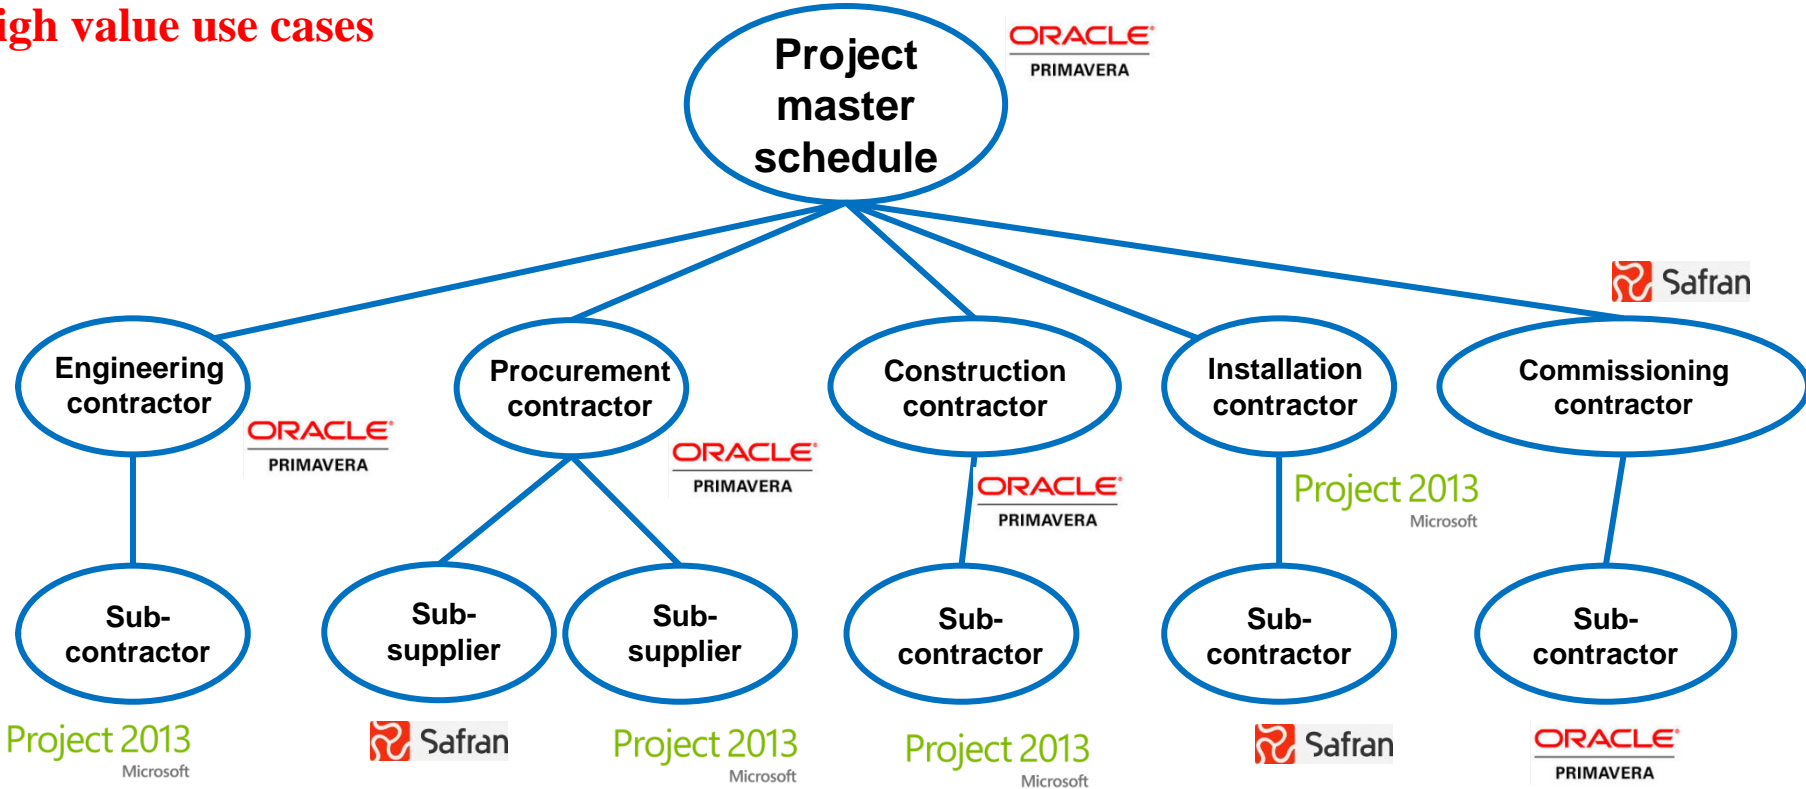 igh value use cases
Project
master
schedule
ORACLE
PRIMAVERA
Safran
Engineering
contractor
ORACLE
PRIMAVERA
Procurement
contractor
ORACLE
PRIMAVERA
Construction
contractor
ORACLE
PRIMAVERA
Installation
contractor
Project 2013
Microsoft
Commissioning
contractor
Sub-
contractor
Sub-
supplier
Sub-
supplier
Sub-
contractor
Sub-
contractor
Sub-
contractor
Project 2013
Microsoft
Safran
Project 2013
Microsoft
Project 2013
Microsoft
Safran
ORACLE
PRIMAVERA